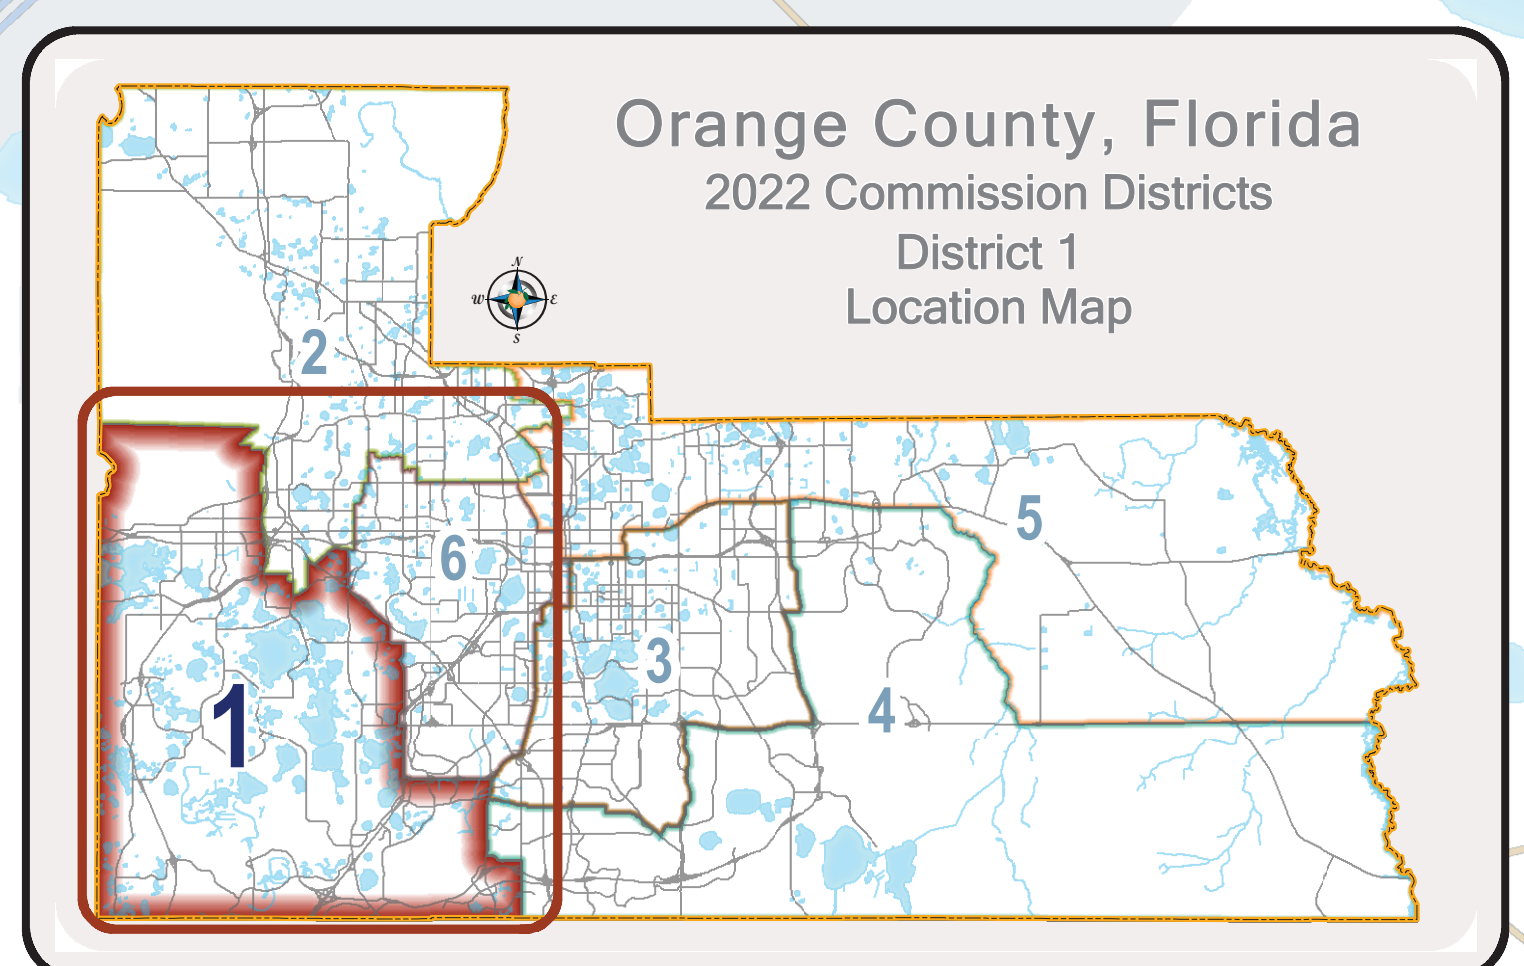 Orange County, Florida
2022 Commission Districts
District 1
Location Map
N
W E
S
2
5
6
3
4
1